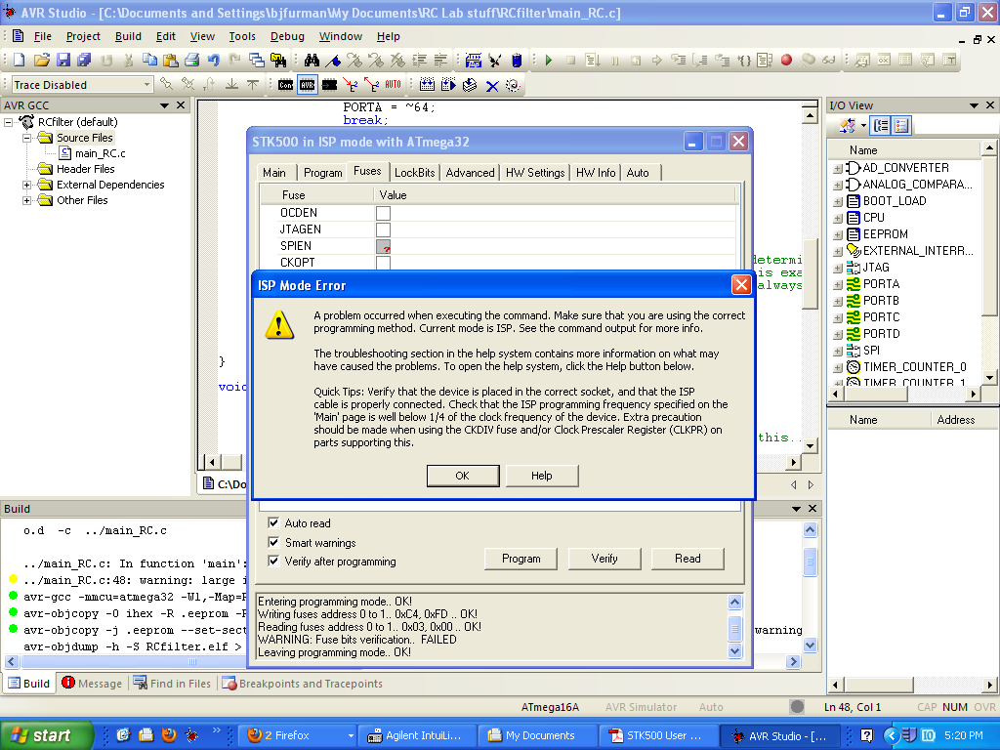 AVR Studio - [C:\Documents and Settings\bjfurman\My Documents\RC Lab stuff\RCfilter\main_RC.c]
File Project Build Edit View Tools Debug Window Help
Trace Disabled
Con
AVR
AUTO
AVR GCC
RCfilter (default)
Source Files
main_RC.c
Header Files
External Dependencies
Other Files
PORTA = ~64;
break;
determi
is exa
always
}
voi
this..
C:\Do
STK500 in ISP mode with ATmega32
Main Program Fuses LockBits Advanced HW Settings HW Info Auto
Fuse Value
OCDEN
JTAGEN
SPIEN ?
CKOPT
ISP Mode Error
A problem occurred when executing the command. Make sure that you are using the correct
programming method. Current mode is ISP. See the command output for more info.
The troubleshooting section in the help system contains more information on what may
have caused the problems. To open the help system, click the Help button below.
Quick Tips: Verify that the device is placed in the correct socket, and that the ISP
cable is properly connected. Check that the ISP programming frequency specified on the
'Main' page is well below 1/4 of the clock frequency of the device. Extra precaution
should be made when using the CKDIV fuse and/or Clock Prescaler Register (CLKPR) on
parts supporting this.
OK Help
Auto read
Smart warnings
Verify after programming
Program Verify Read
Entering programming mode.. OK!
Writing fuses address 0 to 1.. 0xC4, 0xFD .. OK!
Reading fuses address 0 to 1.. 0x03, 0x00 .. OK!
WARNING: Fuse bits verification.. FAILED
Leaving programming mode.. OK!
I/O View
Name
AD_CONVERTER
ANALOG_COMPARA...
BOOT_LOAD
CPU
EEPROM
EXTERNAL_INTERR...
JTAG
PORTA
PORTB
PORTC
PORTD
SPI
TIMER_COUNTER_0
TIMER_COUNTER_1
Name Address
Build
o.d -c ../main_RC.c
../main_RC.c: In function 'main':
../main_RC.c:48: warning: large i
avr-gcc -mmcu=atmega32 -Wl,-Map=R
avr-objcopy -O ihex -R .eeprom -R
avr-objcopy -j .eeprom --set-sect
warning
avr-objdump -h -S RCfilter.elf >
Build Message Find in Files Breakpoints and Tracepoints
ATmega16A AVR Simulator Auto Ln 48, Col 1 CAP NUM OVR
start 2 Firefox Agilent IntuiLi... My Documents STK500 User ... AVR Studio - [... 5:20 PM